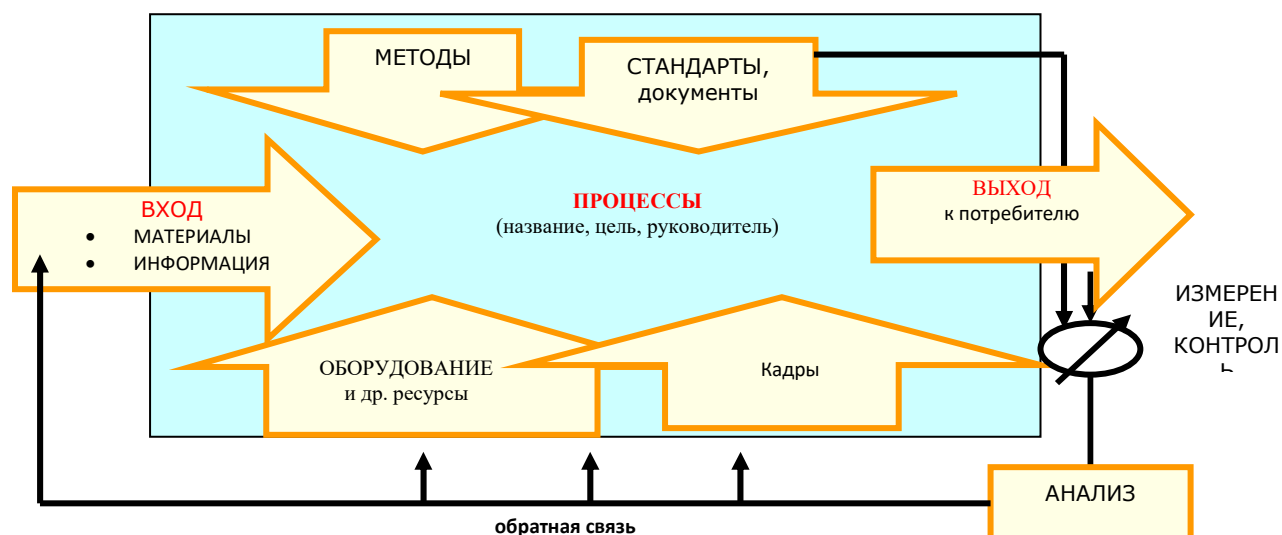 МЕТОДЫ
СТАНДАРТЫ,
документы
ВХОД
• МАТЕРИАЛЫ
• ИНФОРМАЦИЯ
ПРОЦЕССЫ
(название, цель, руководитель)
ВЫХОД
к потребителю
ИЗМЕРЕН
ИЕ,
КОНТРОЛ
Ь
ОБОРУДОВАНИЕ
и др. ресурсы
Кадры
АНАЛИЗ
обратная связь